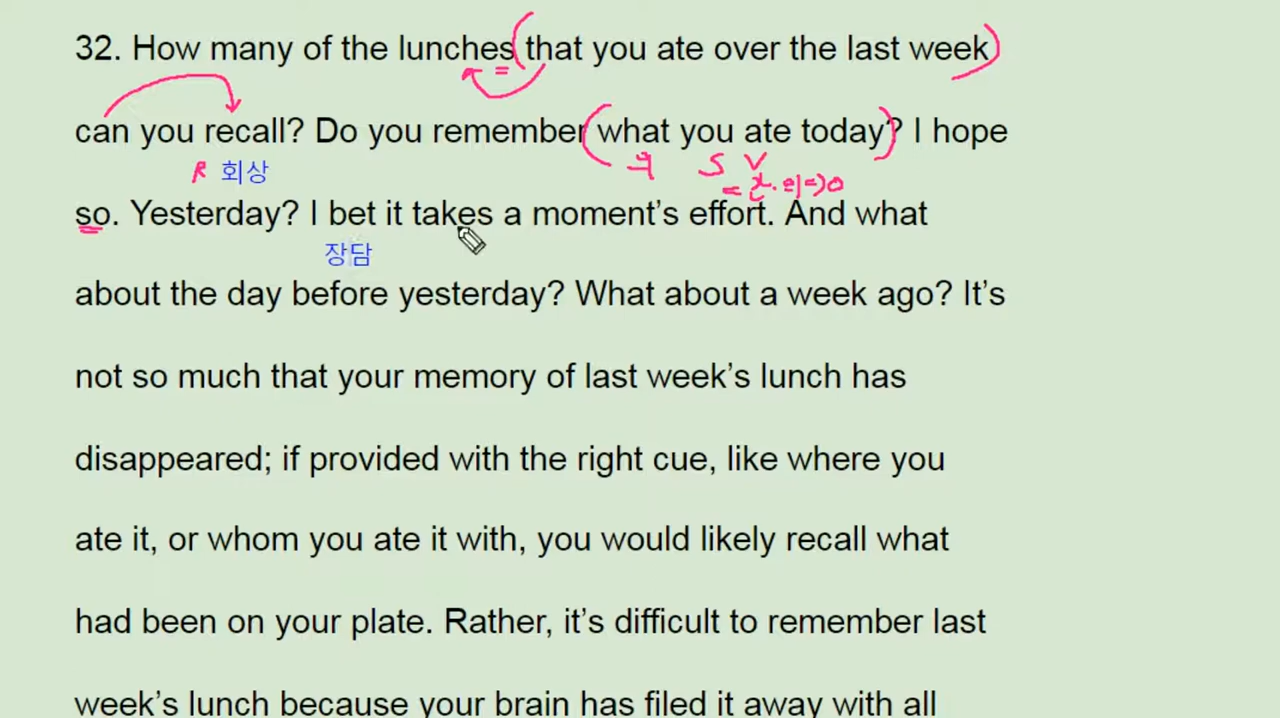 32. How many of the lunches (that you ate over the last week)
can you recall? Do you remember (what you ate today)? I hope
R 회상 S V
so. Yesterday? I bet it takes a moment's effort. And what
장담
about the day before yesterday? What about a week ago? It's
not so much that your memory of last week's lunch has
disappeared; if provided with the right cue, like where you
ate it, or whom you ate it with, you would likely recall what
had been on your plate. Rather, it's difficult to remember last
week's lunch because your brain has filed it away with all